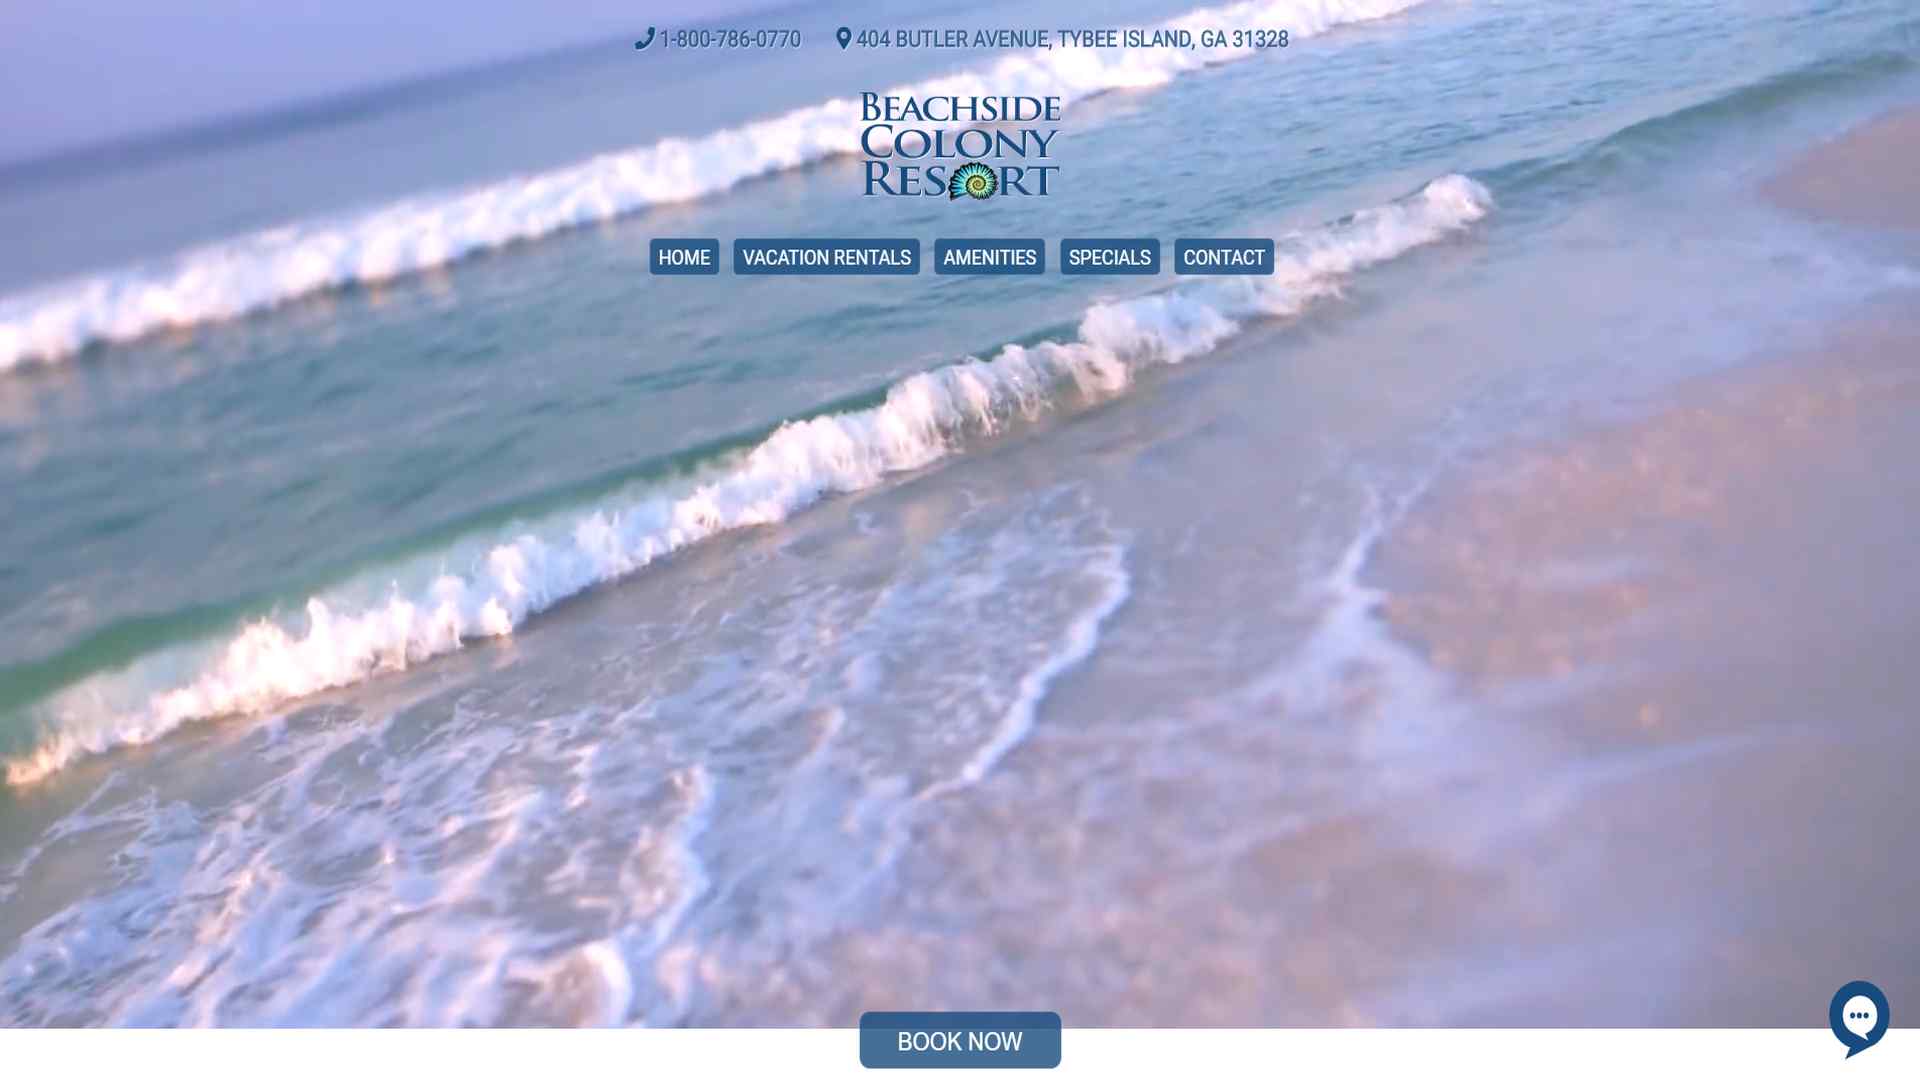 1-800-786-0770 404 BUTLER AVENUE, TYBEE ISLAND, GA 31328
BEACHSIDE
COLONY
RESORT
HOME VACATION RENTALS AMENITIES SPECIALS CONTACT
BOOK NOW